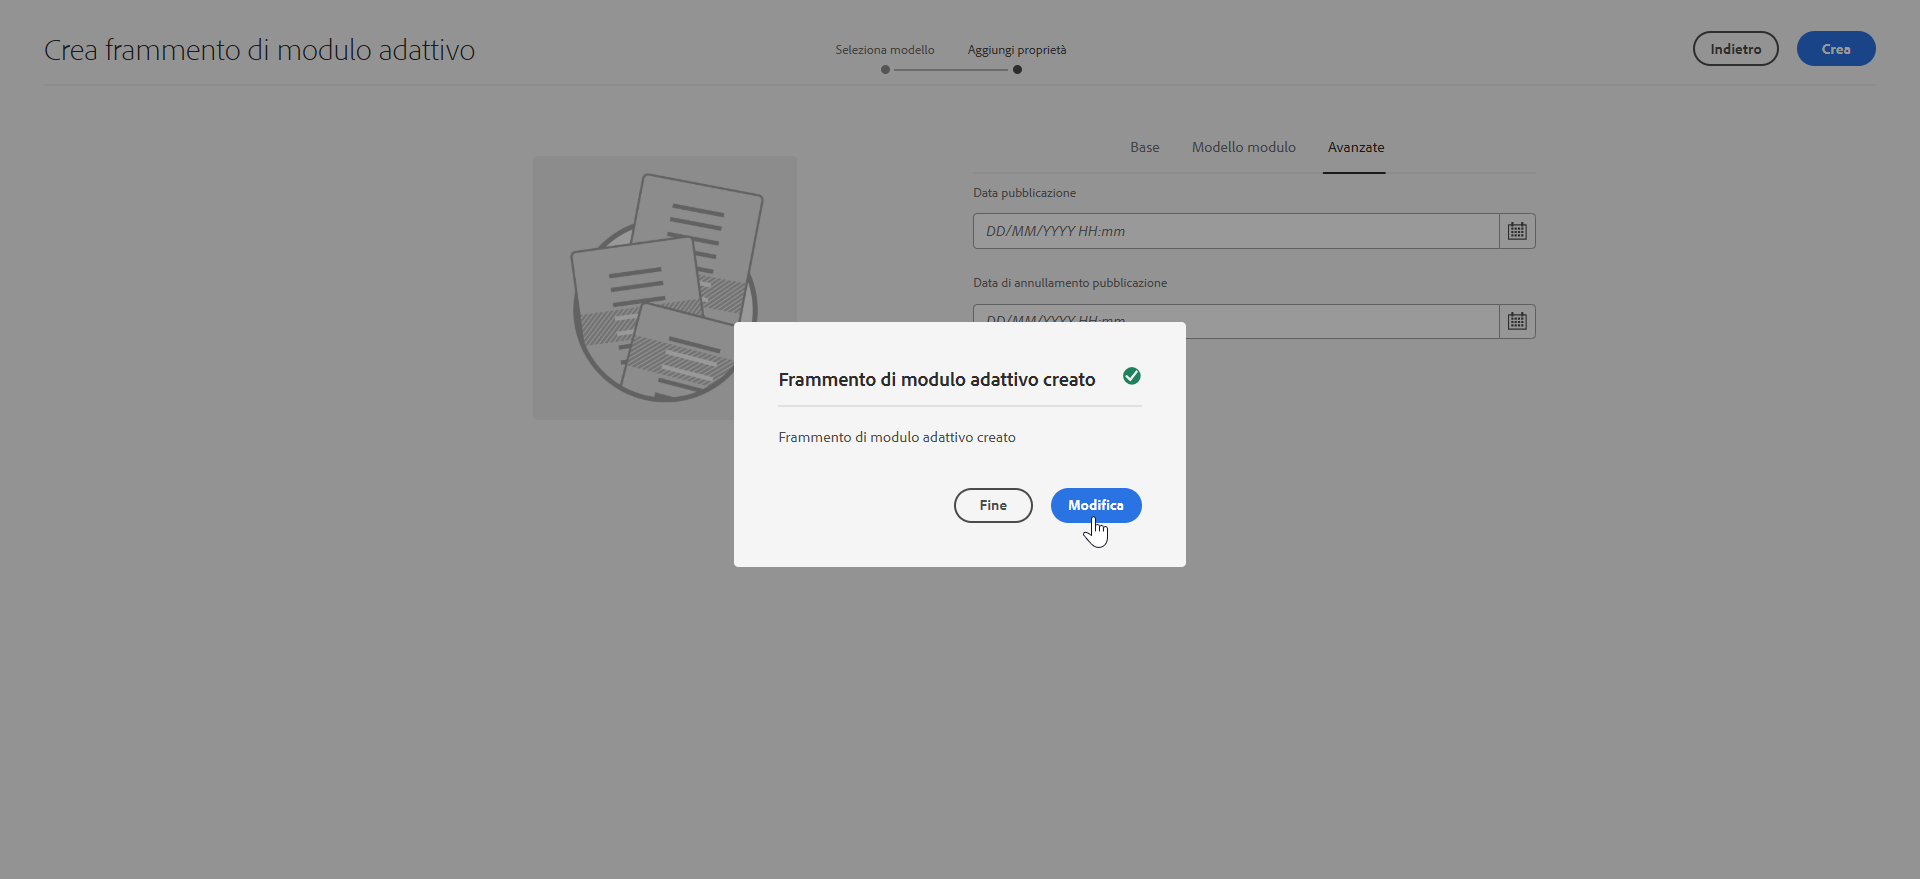 Crea frammento di modulo adattivo
Seleziona modello
Aggiungi proprietà
Indietro
Crea
Base
Modello modulo
Avanzate
Data pubblicazione
DD/MM/YYYY HH:mm
Data di annullamento pubblicazione
DD/MM/YYYY HH:mm
Frammento di modulo adattivo creato
Frammento di modulo adattivo creato
Fine
Modifica